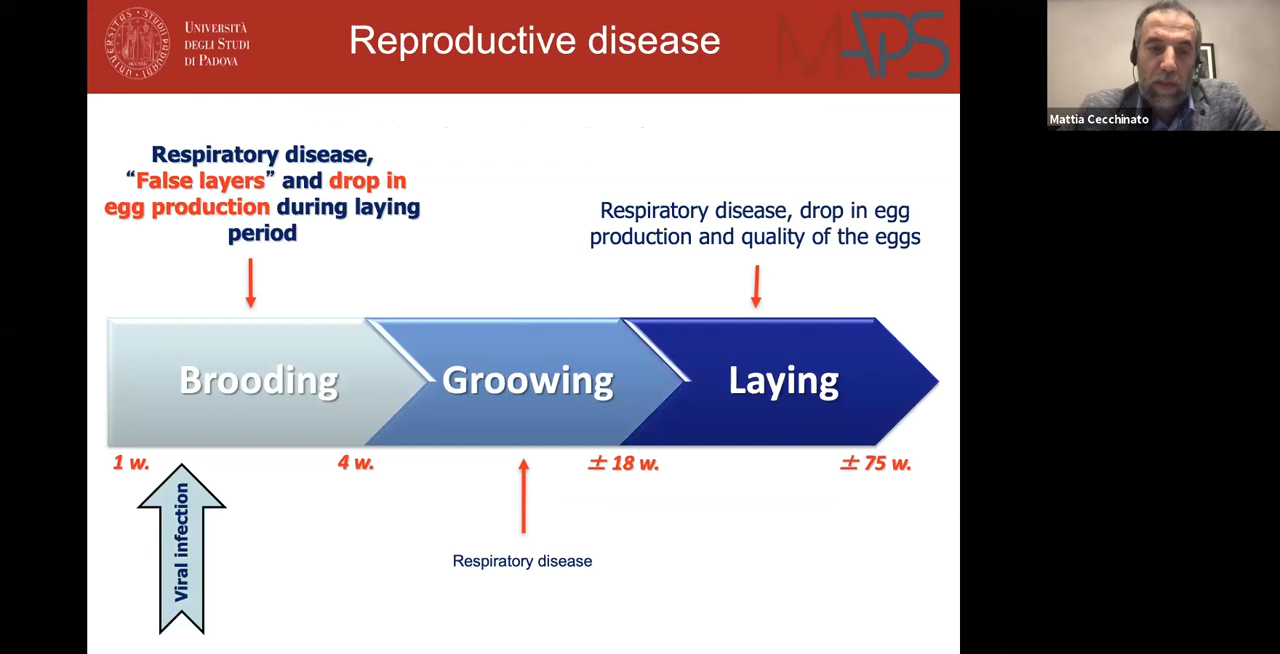 UNIVERSITÀ
DEGLI STUDI
DI PADOVA
Reproductive disease
MAPS
Mattia Cecchinato
Respiratory disease,
“False layers” and drop in
egg production during laying
period
Respiratory disease, drop in egg
production and quality of the eggs
Brooding
Groowing
Laying
1 w.
4 w.
± 18 w.
± 75 w.
Viral infection
Respiratory disease